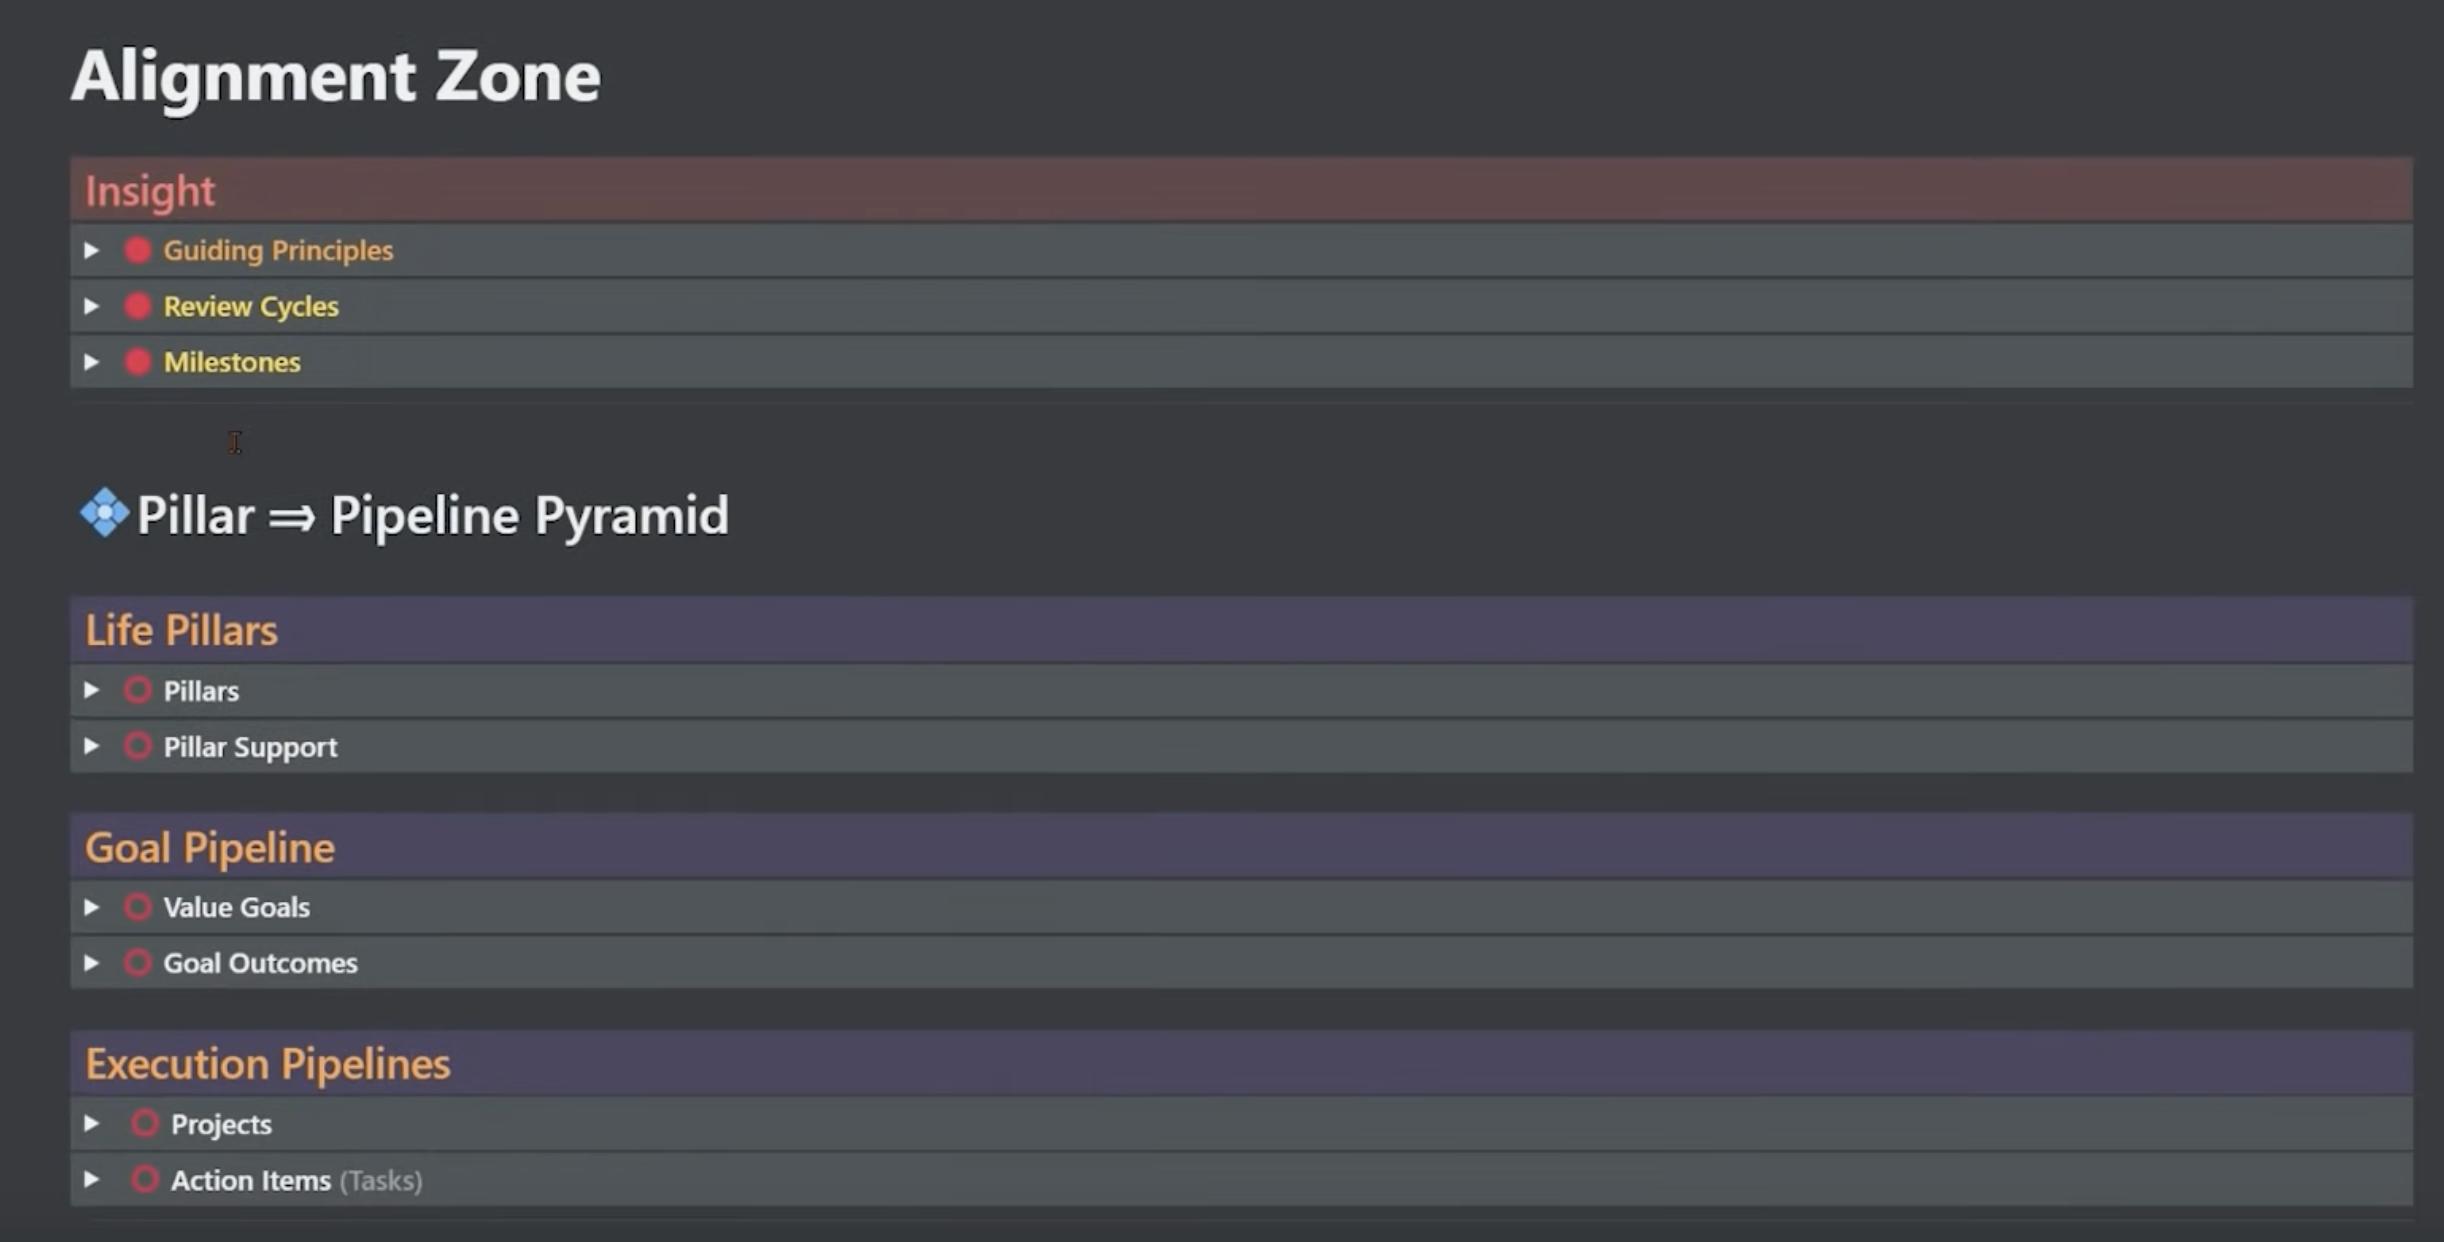 Alignment Zone
Insight
Guiding Principles
Review Cycles
Milestones
Pillar ⇒ Pipeline Pyramid
Life Pillars
Pillars
Pillar Support
Goal Pipeline
Value Goals
Goal Outcomes
Execution Pipelines
Projects
Action Items (Tasks)